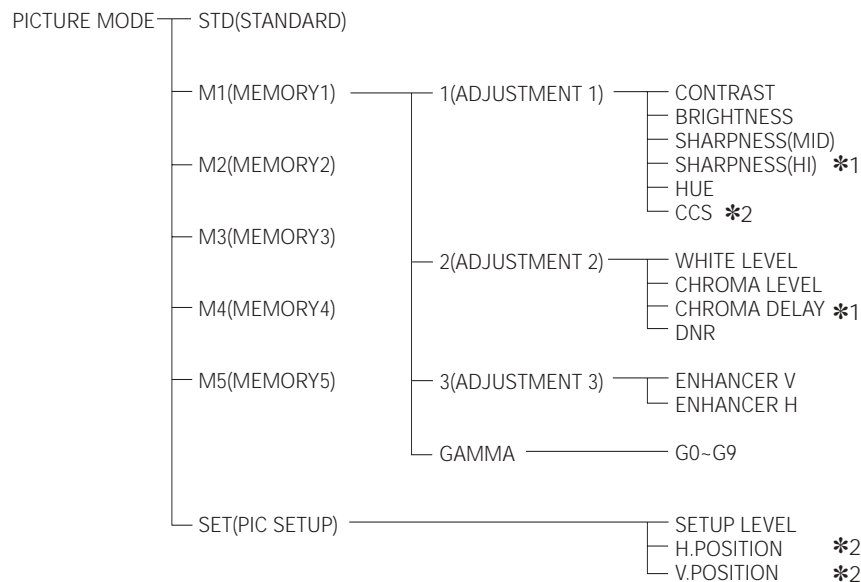 PICTURE MODE STD(STANDARD)
M1(MEMORY1) 1(ADJUSTMENT 1) CONTRAST
BRIGHTNESS
SHARPNESS(MID)
M2(MEMORY2) SHARPNESS(HI) ✻1
HUE
CCS ✻2
M3(MEMORY3)
2(ADJUSTMENT 2) WHITE LEVEL
CHROMA LEVEL
M4(MEMORY4) CHROMA DELAY ✻1
DNR
M5(MEMORY5) 3(ADJUSTMENT 3) ENHANCER V
ENHANCER H
GAMMA G0~G9
SET(PIC SETUP) SETUP LEVEL
H.POSITION ✻2
V.POSITION ✻2